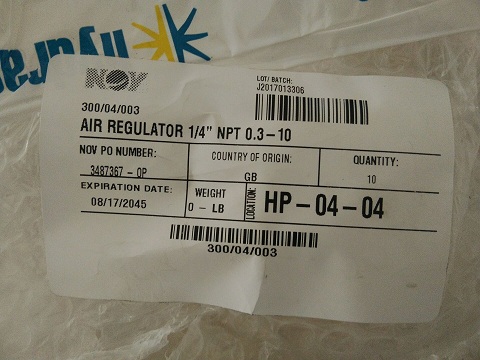 NOV
LOT/ BATCH:
J2017013306
300/04/003
AIR REGULATOR 1/4" NPT 0.3-10
NOV PO NUMBER:
3487367-OP
COUNTRY OF ORIGIN:
GB
QUANTITY:
10
EXPIRATION DATE:
08/17/2045
WEIGHT
0 - LB
LOCATION:
HP-04-04
300/04/003